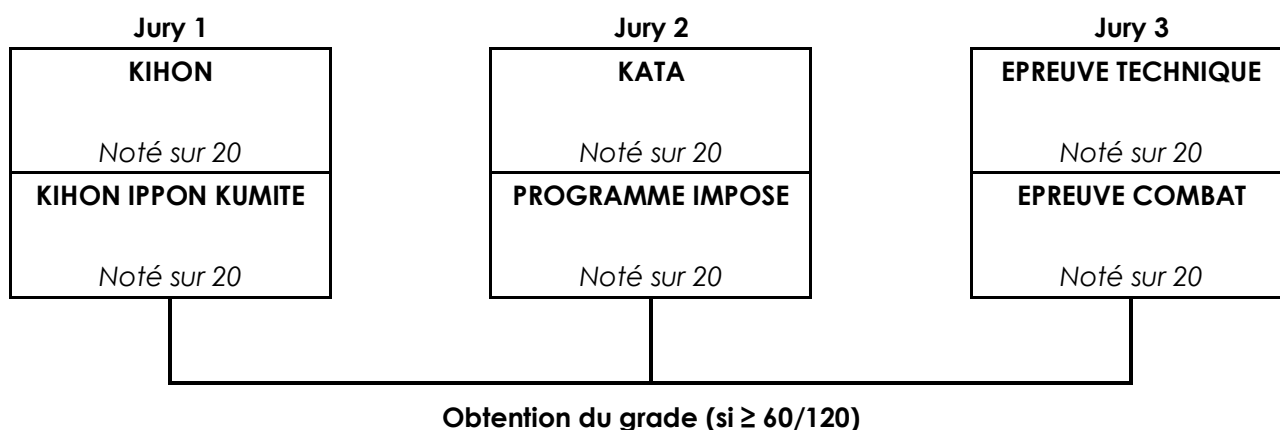 Jury 1
KIHON
Noté sur 20
KIHON IPPON KUMITE
Noté sur 20
Jury 2
KATA
Noté sur 20
PROGRAMME IMPOSE
Noté sur 20
Jury 3
EPREUVE TECHNIQUE
Noté sur 20
EPREUVE COMBAT
Noté sur 20
Obtention du grade (si ≥ 60/120)